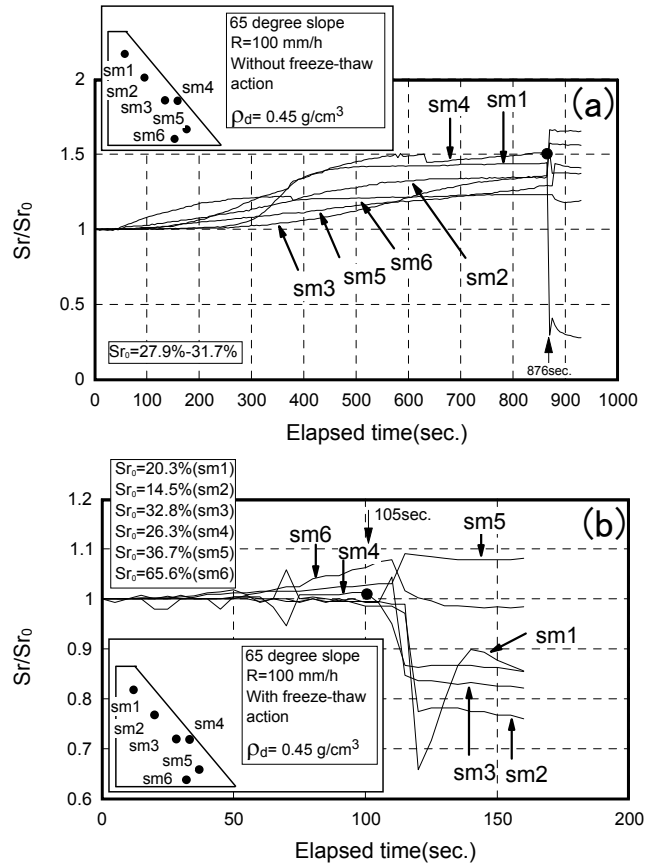 65 degree slope
R=100 mm/h
Without freeze-thaw
action
ρd= 0.45 g/cm3
sm1
sm2
sm3
sm4
sm5
sm6
(a)
2
1.5
1
0.5
0
Sr/Sr0
sm4
sm1
sm3
sm5
sm6
sm2
Sr0=27.9%-31.7%
876sec.
0 100 200 300 400 500 600 700 800 900 1000
Elapsed time(sec.)
Sr0=20.3%(sm1)
Sr0=14.5%(sm2)
Sr0=32.8%(sm3)
Sr0=26.3%(sm4)
Sr0=36.7%(sm5)
Sr0=65.6%(sm6)
(b)
1.2
1.1
1
0.9
0.8
0.7
0.6
Sr/Sr0
105sec.
sm6
sm4
sm5
sm1
sm3
sm2
65 degree slope
R=100 mm/h
With freeze-thaw
action
ρd= 0.45 g/cm3
sm1
sm2
sm3
sm4
sm5
sm6
0 50 100 150 200
Elapsed time(sec.)